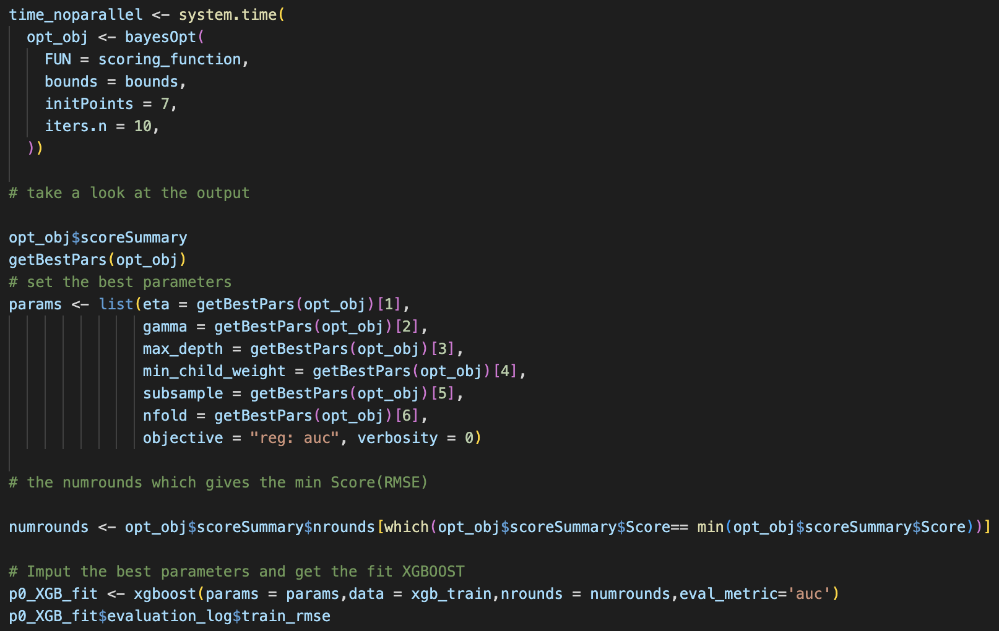 time_noparallel <- system.time(
  opt_obj <- bayesOpt(
    FUN = scoring_function,
    bounds = bounds,
    initPoints = 7,
    iters.n = 10,
  ))
# take a look at the output
opt_obj$scoreSummary
getBestPars(opt_obj)
# set the best parameters
params <- list(eta = getBestPars(opt_obj)[1],
               gamma = getBestPars(opt_obj)[2],
               max_depth = getBestPars(opt_obj)[3],
               min_child_weight = getBestPars(opt_obj)[4],
               subsample = getBestPars(opt_obj)[5],
               nfold = getBestPars(opt_obj)[6],
               objective = "reg: auc", verbosity = 0)
# the numrounds which gives the min Score(RMSE)
numrounds <- opt_obj$scoreSummary$nrounds[which(opt_obj$scoreSummary$Score== min(opt_obj$scoreSummary$Score))]
# Imput the best parameters and get the fit XGBOOST
p0_XGB_fit <- xgboost(params = params,data = xgb_train,nrounds = numrounds,eval_metric='auc')
p0_XGB_fit$evaluation_log$train_rmse